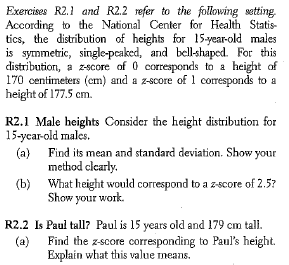 Exercises R2.1 and R2.2 refer to the following setting.
According to the National Center for Health Statis-
tics, the distribution of heights for 15-year-old males
is symmetric, single-peaked, and bell-shaped. For this
distribution, a z-score of 0 corresponds to a height of
170 centimeters (cm) and a z-score of 1 corresponds to a
height of 177.5 cm.
R2.1 Male heights Consider the height distribution for
15-year-old males.
(a) Find its mean and standard deviation. Show your
method clearly.
(b) What height would correspond to a z-score of 2.5?
Show your work.
R2.2 Is Paul tall? Paul is 15 years old and 179 cm tall.
(a) Find the z-score corresponding to Paul's height.
Explain what this value means.